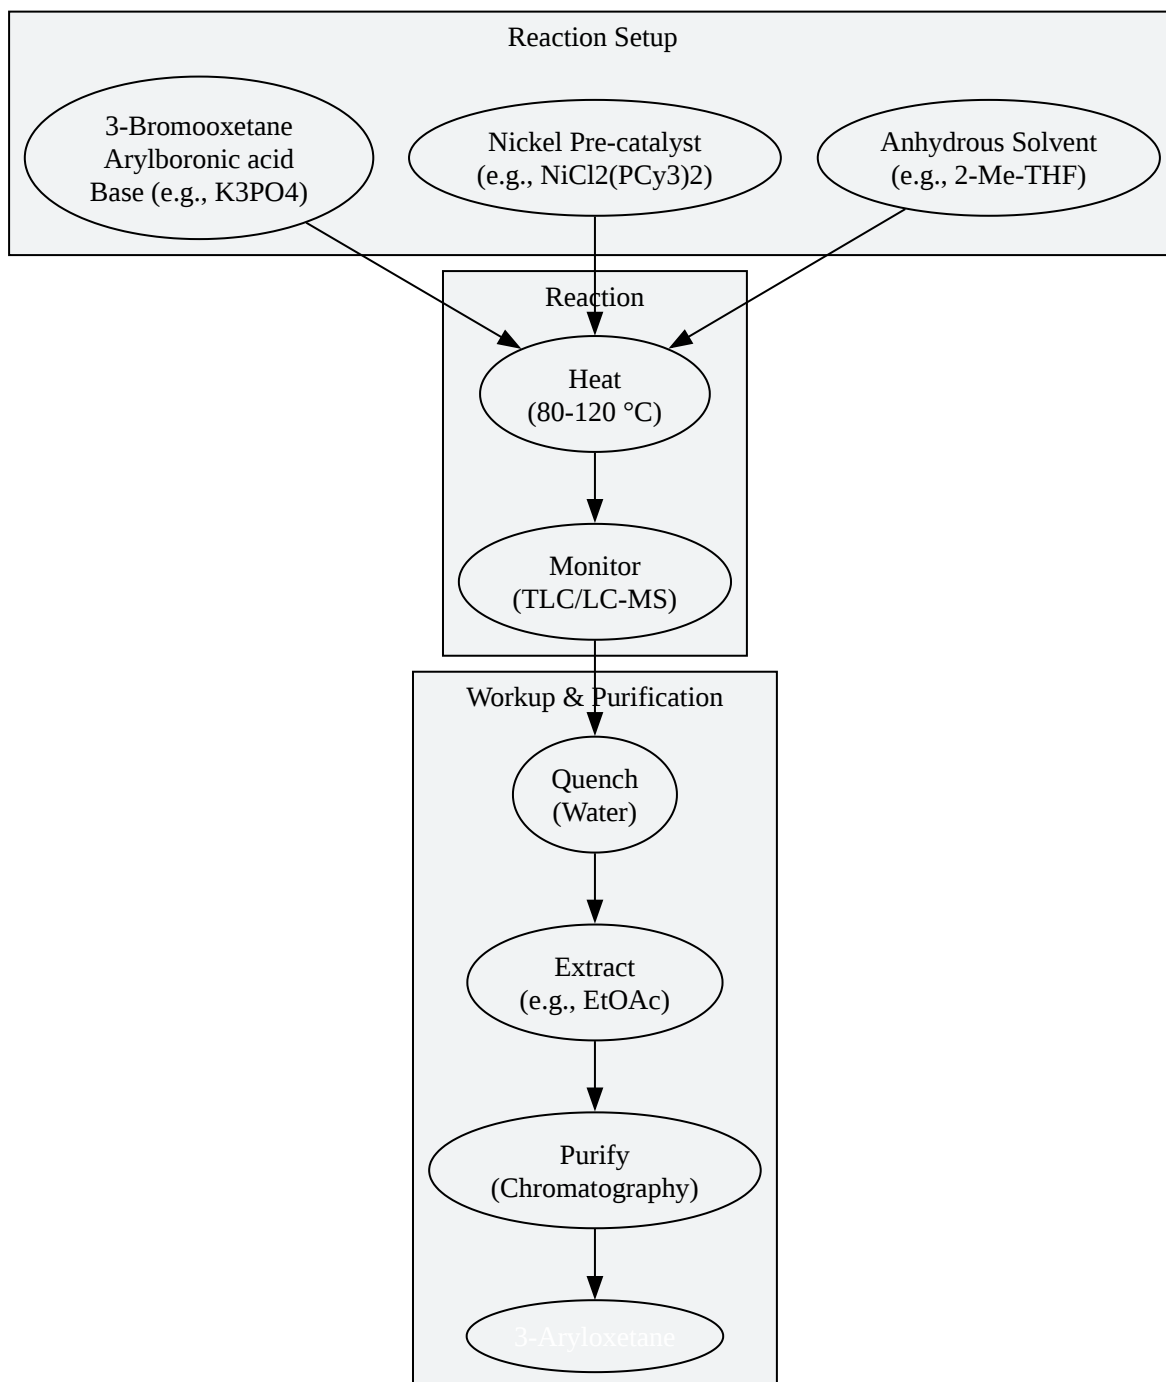 Reaction Setup
3-Bromooxetane
Arylboronic acid
Base (e.g., K3PO4)
Nickel Pre-catalyst
(e.g., NiCl2(PCy3)2)
Anhydrous Solvent
(e.g., 2-Me-THF)
Reaction
Heat
(80-120 °C)
Monitor
(TLC/LC-MS)
Workup & Purification
Quench
(Water)
Extract
(e.g., EtOAc)
Purify
(Chromatography)
3-Aryloxetane